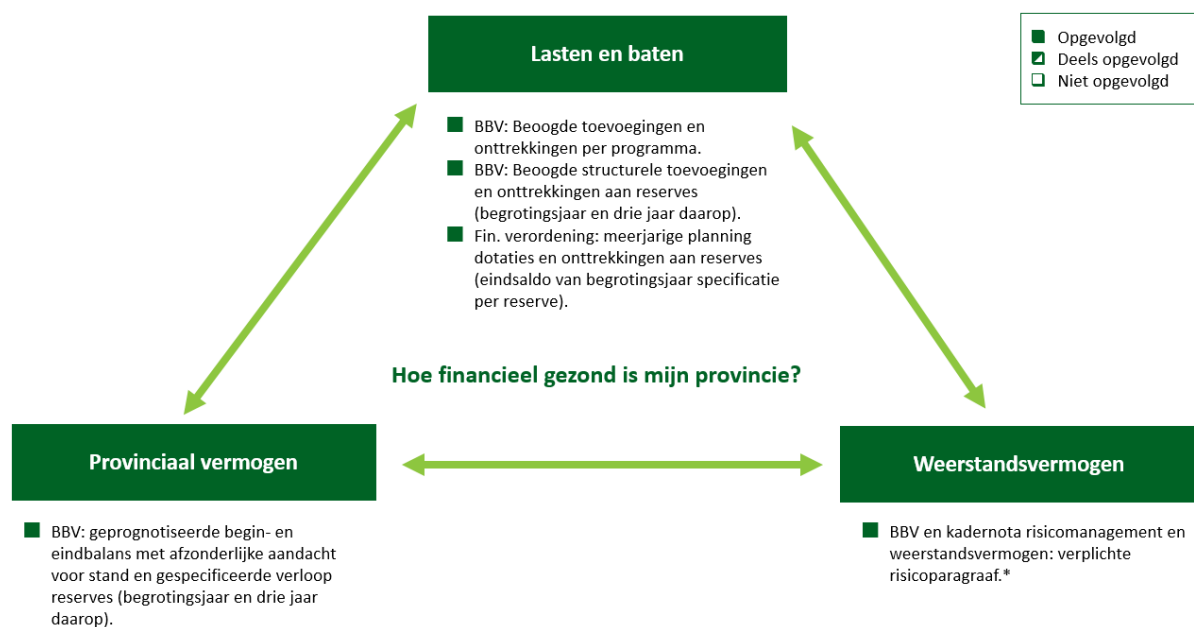 Lasten en baten
Opgevolgd
Deels opgevolgd
Niet opgevolgd
BBV: Beoogde toevoegingen en
onttrekkingen per programma.
BBV: Beoogde structurele toevoegingen
en onttrekkingen aan reserves
(begrotingsjaar en drie jaar daarop).
Fin. verordening: meerjarige planning
dotaties en onttrekkingen aan reserves
(eindsaldo van begrotingsjaar specificatie
per reserve).
Hoe financieel gezond is mijn provincie?
Provinciaal vermogen
BBV: geprognotiseerde begin- en
eindbalans met afzonderlijke aandacht
voor stand en gespecificeerde verloop
reserves (begrotingsjaar en drie jaar
daarop).
Weerstandsvermogen
BBV en kadernota risicomanagement en
weerstandsvermogen: verplichte
risicoparagraaf.*